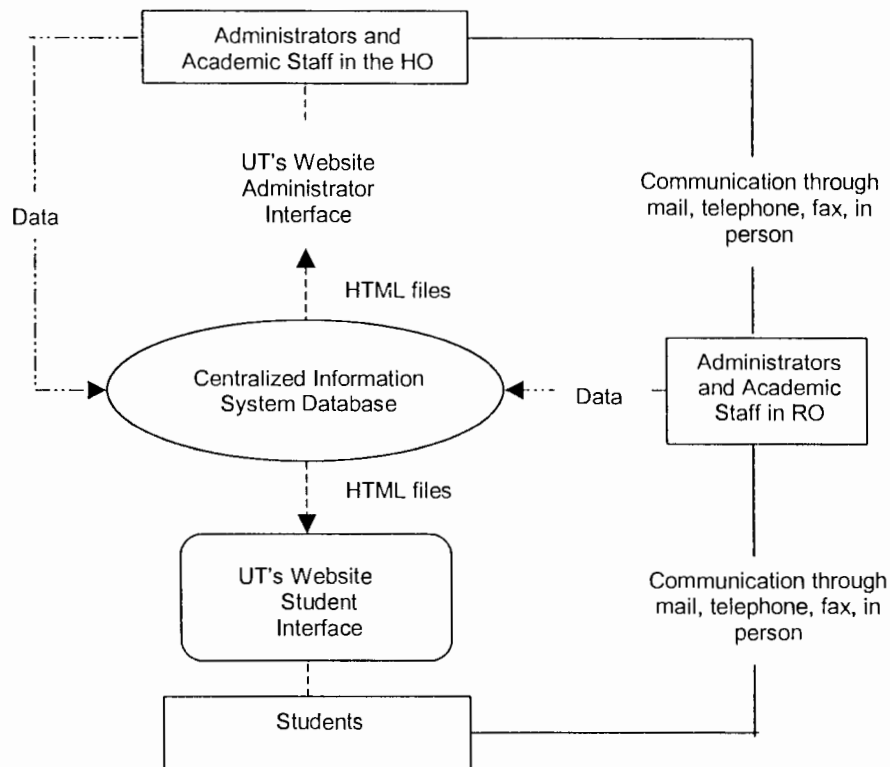 Administrators and
Academic Staff in the HO
UT's Website
Administrator
Interface
Data
Communication through
mail, telephone, fax, in
person
HTML files
Centralized Information
System Database
Data
Administrators
and Academic
Staff in RO
HTML files
UT's Website
Student
Interface
Communication through
mail, telephone, fax, in
person
Students